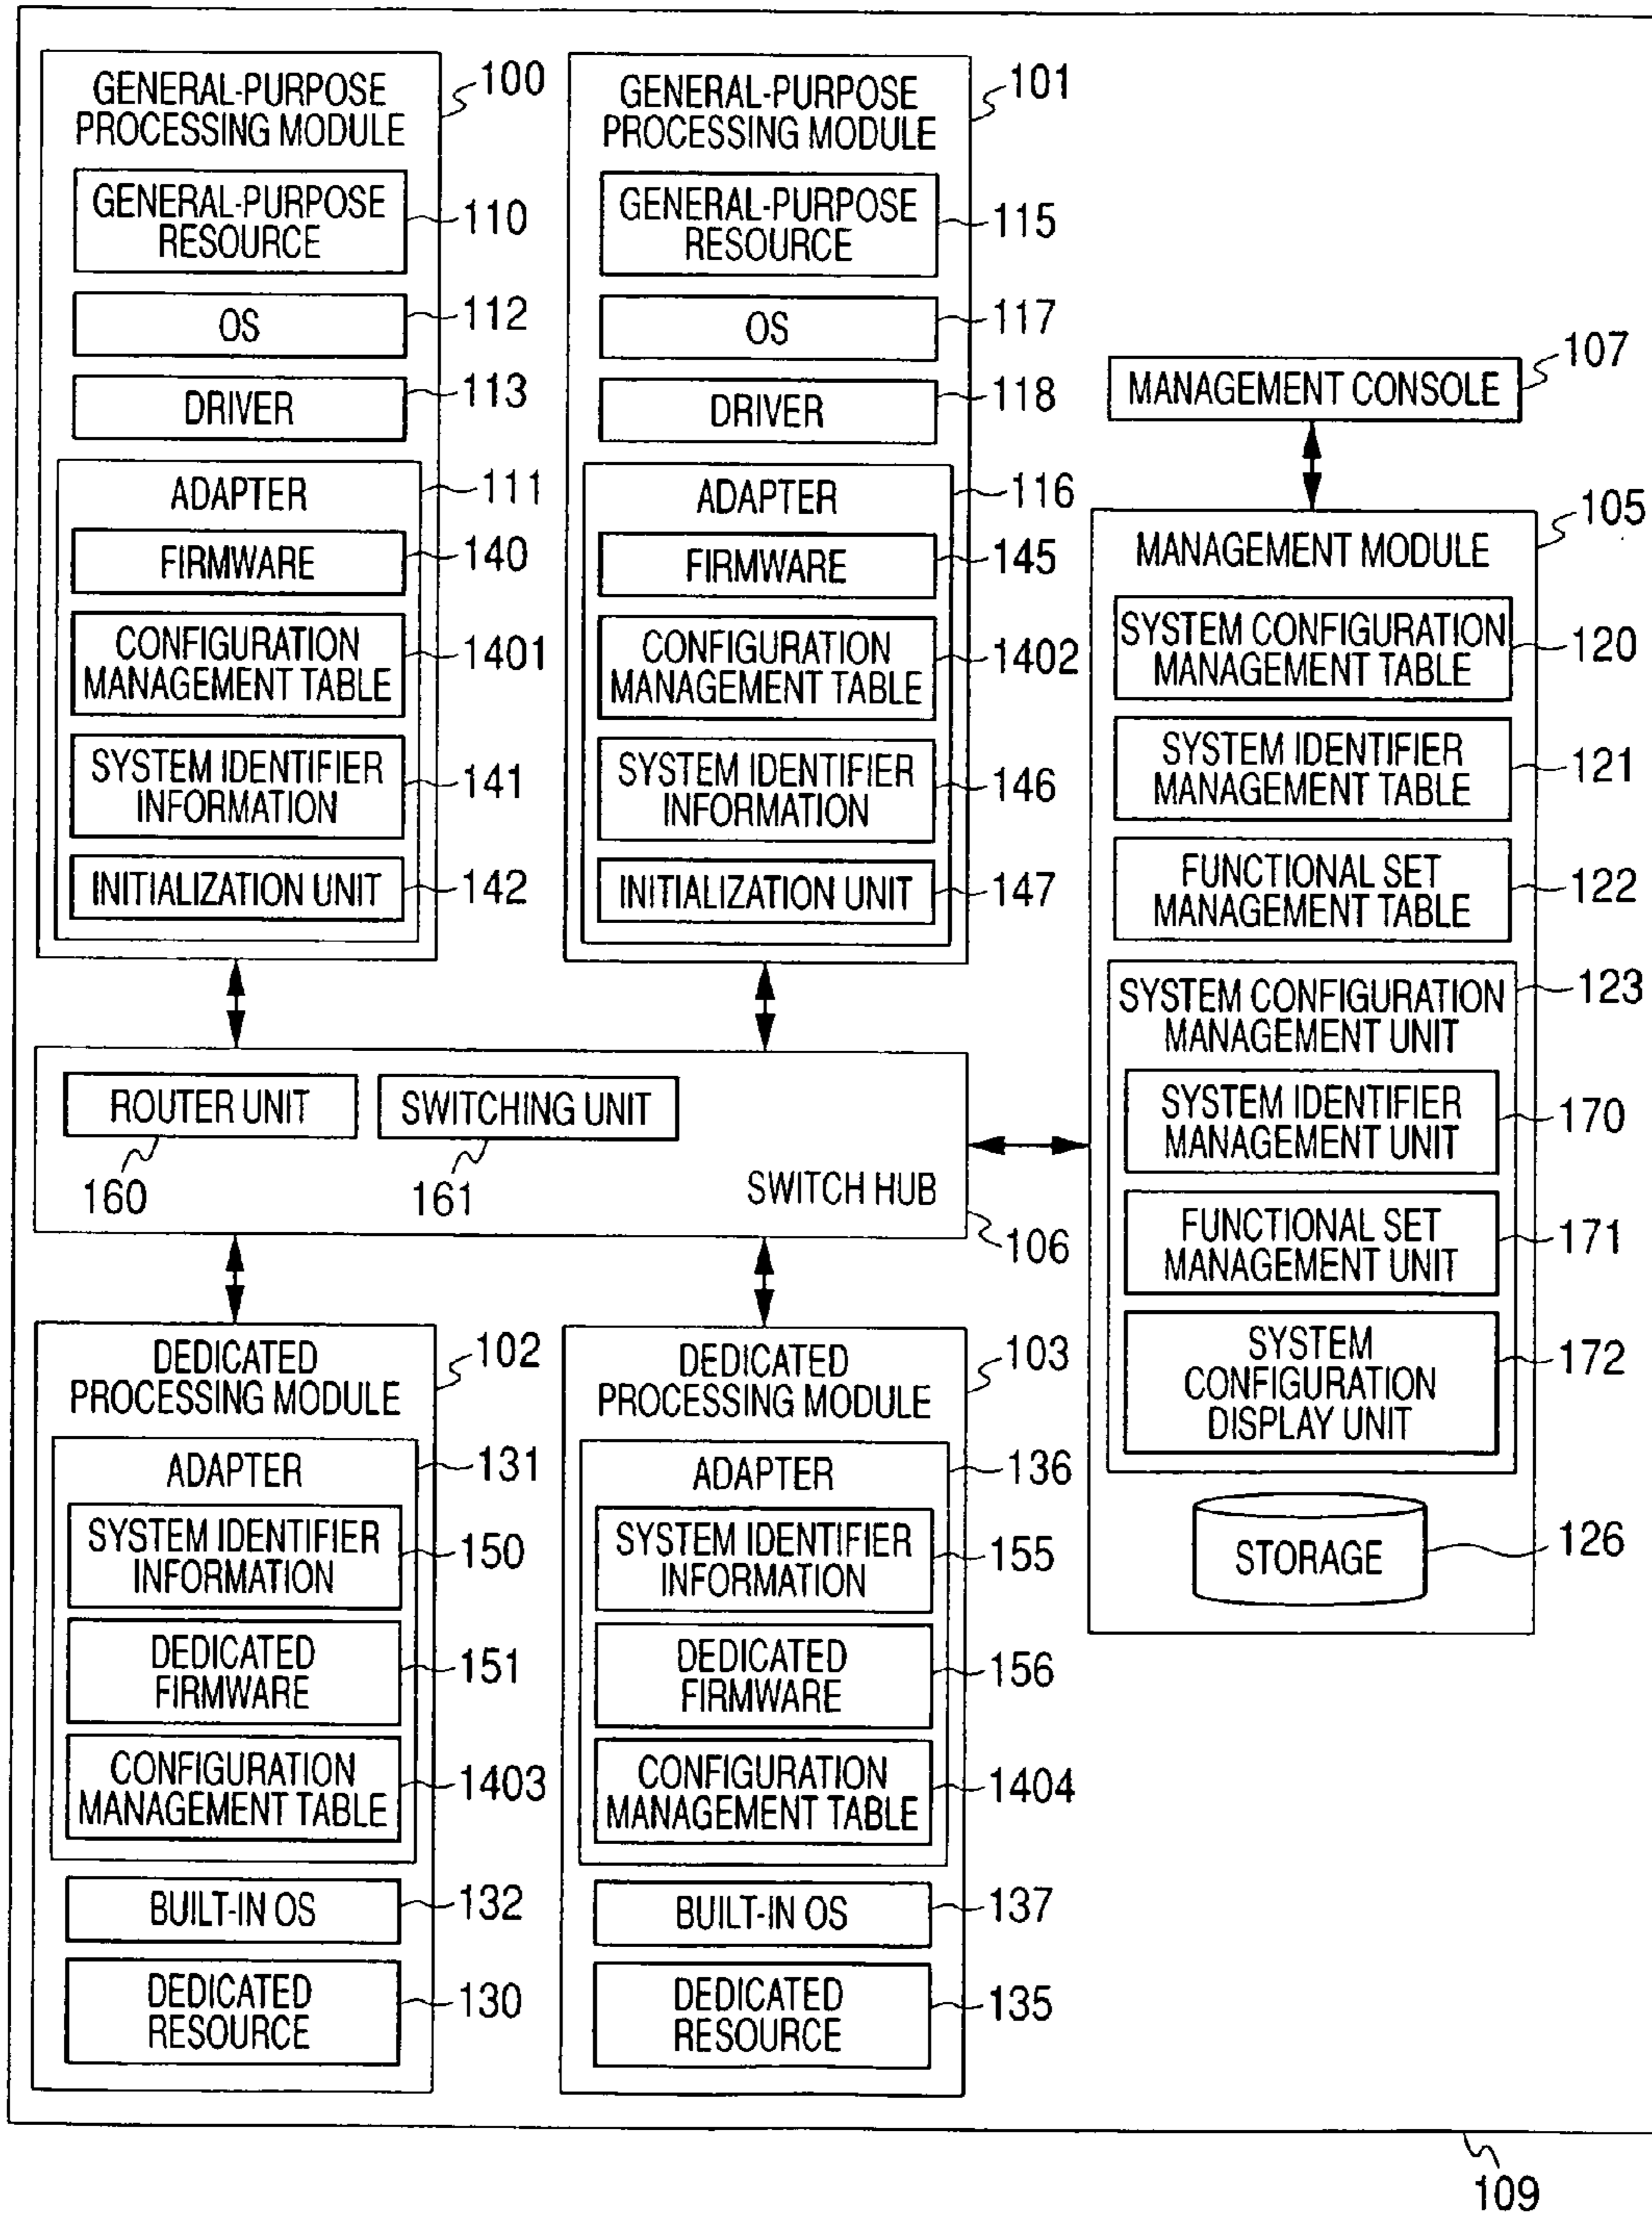 GENERAL-PURPOSE
PROCESSING MODULE
100
GENERAL-PURPOSE
RESOURCE
110
OS
112
DRIVER
113
ADAPTER
111
FIRMWARE
140
CONFIGURATION
MANAGEMENT TABLE
1401
SYSTEM IDENTIFIER
INFORMATION
141
INITIALIZATION UNIT
142
GENERAL-PURPOSE
PROCESSING MODULE
101
GENERAL-PURPOSE
RESOURCE
115
OS
117
DRIVER
118
ADAPTER
116
FIRMWARE
145
CONFIGURATION
MANAGEMENT TABLE
1402
SYSTEM IDENTIFIER
INFORMATION
146
INITIALIZATION UNIT
147
MANAGEMENT CONSOLE
107
MANAGEMENT MODULE
105
SYSTEM CONFIGURATION
MANAGEMENT TABLE
120
SYSTEM IDENTIFIER
MANAGEMENT TABLE
121
FUNCTIONAL SET
MANAGEMENT TABLE
122
SYSTEM CONFIGURATION
MANAGEMENT UNIT
123
SYSTEM IDENTIFIER
MANAGEMENT UNIT
170
FUNCTIONAL SET
MANAGEMENT UNIT
171
SYSTEM
CONFIGURATION
DISPLAY UNIT
172
STORAGE
126
ROUTER UNIT
160
SWITCHING UNIT
161
SWITCH HUB
106
DEDICATED
PROCESSING MODULE
102
ADAPTER
131
SYSTEM IDENTIFIER
INFORMATION
150
DEDICATED
FIRMWARE
151
CONFIGURATION
MANAGEMENT TABLE
1403
BUILT-IN OS
132
DEDICATED
RESOURCE
130
DEDICATED
PROCESSING MODULE
103
ADAPTER
136
SYSTEM IDENTIFIER
INFORMATION
155
DEDICATED
FIRMWARE
156
CONFIGURATION
MANAGEMENT TABLE
1404
BUILT-IN OS
137
DEDICATED
RESOURCE
135
109